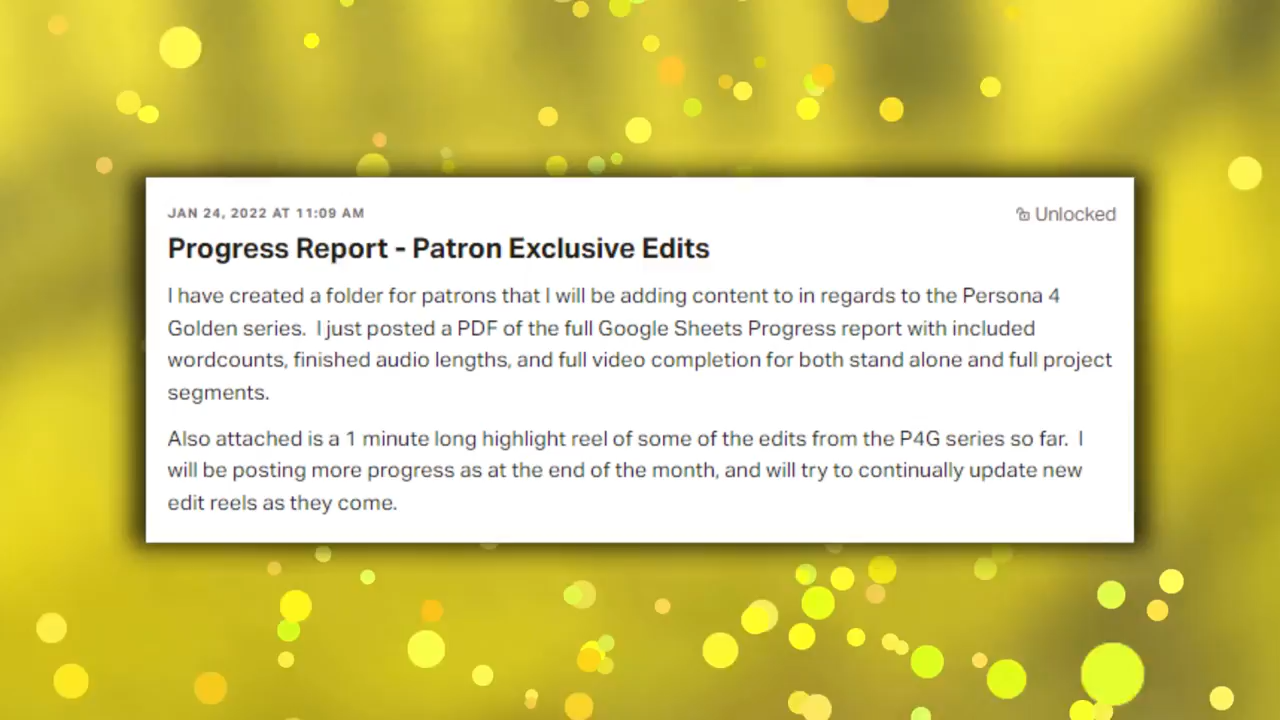 JAN 24, 2022 AT 11:09 AM
Unlocked
Progress Report - Patron Exclusive Edits
I have created a folder for patrons that I will be adding content to in regards to the Persona 4
Golden series.  I just posted a PDF of the full Google Sheets Progress report with included
wordcounts, finished audio lengths, and full video completion for both stand alone and full project
segments.
Also attached is a 1 minute long highlight reel of some of the edits from the P4G series so far.  I
will be posting more progress as at the end of the month, and will try to continually update new
edit reels as they come.